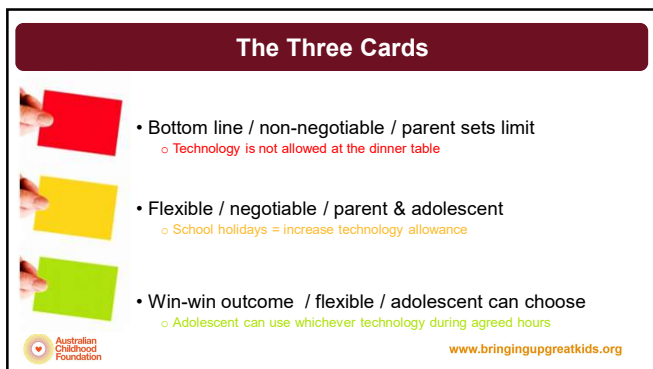 The Three Cards
• Bottom line / non-negotiable / parent sets limit
o Technology is not allowed at the dinner table
• Flexible / negotiable / parent & adolescent
o School holidays = increase technology allowance
• Win-win outcome / flexible / adolescent can choose
o Adolescent can use whichever technology during agreed hours
Australian
Childhood
Foundation
www.bringingupgreatkids.org